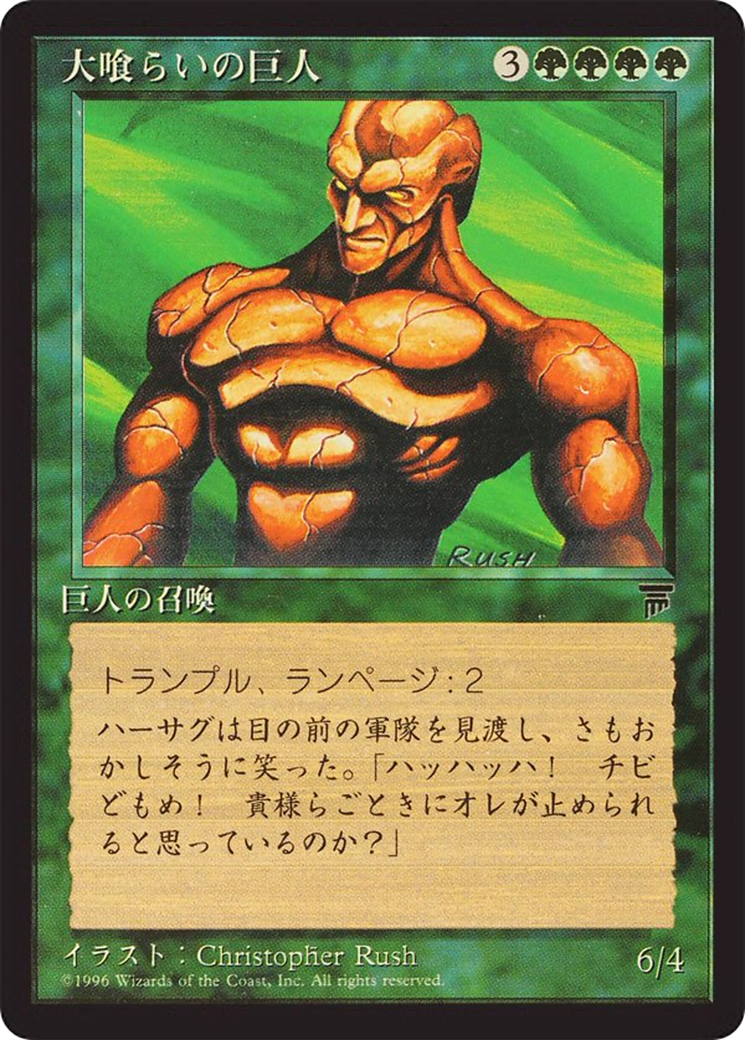 大喰らいの巨人
3
RUSH
巨人の召喚
トランプル、ランページ:2
ハーサグは目の前の軍隊を見渡し、さもお
かしそうに笑った。「ハッハッハ! チビ
どもめ! 貴様らごときにオレが止められ
ると思っているのか?」
イラスト:Christopher Rush
6/4
©1996 Wizards of the Coast, Inc. All rights reserved.